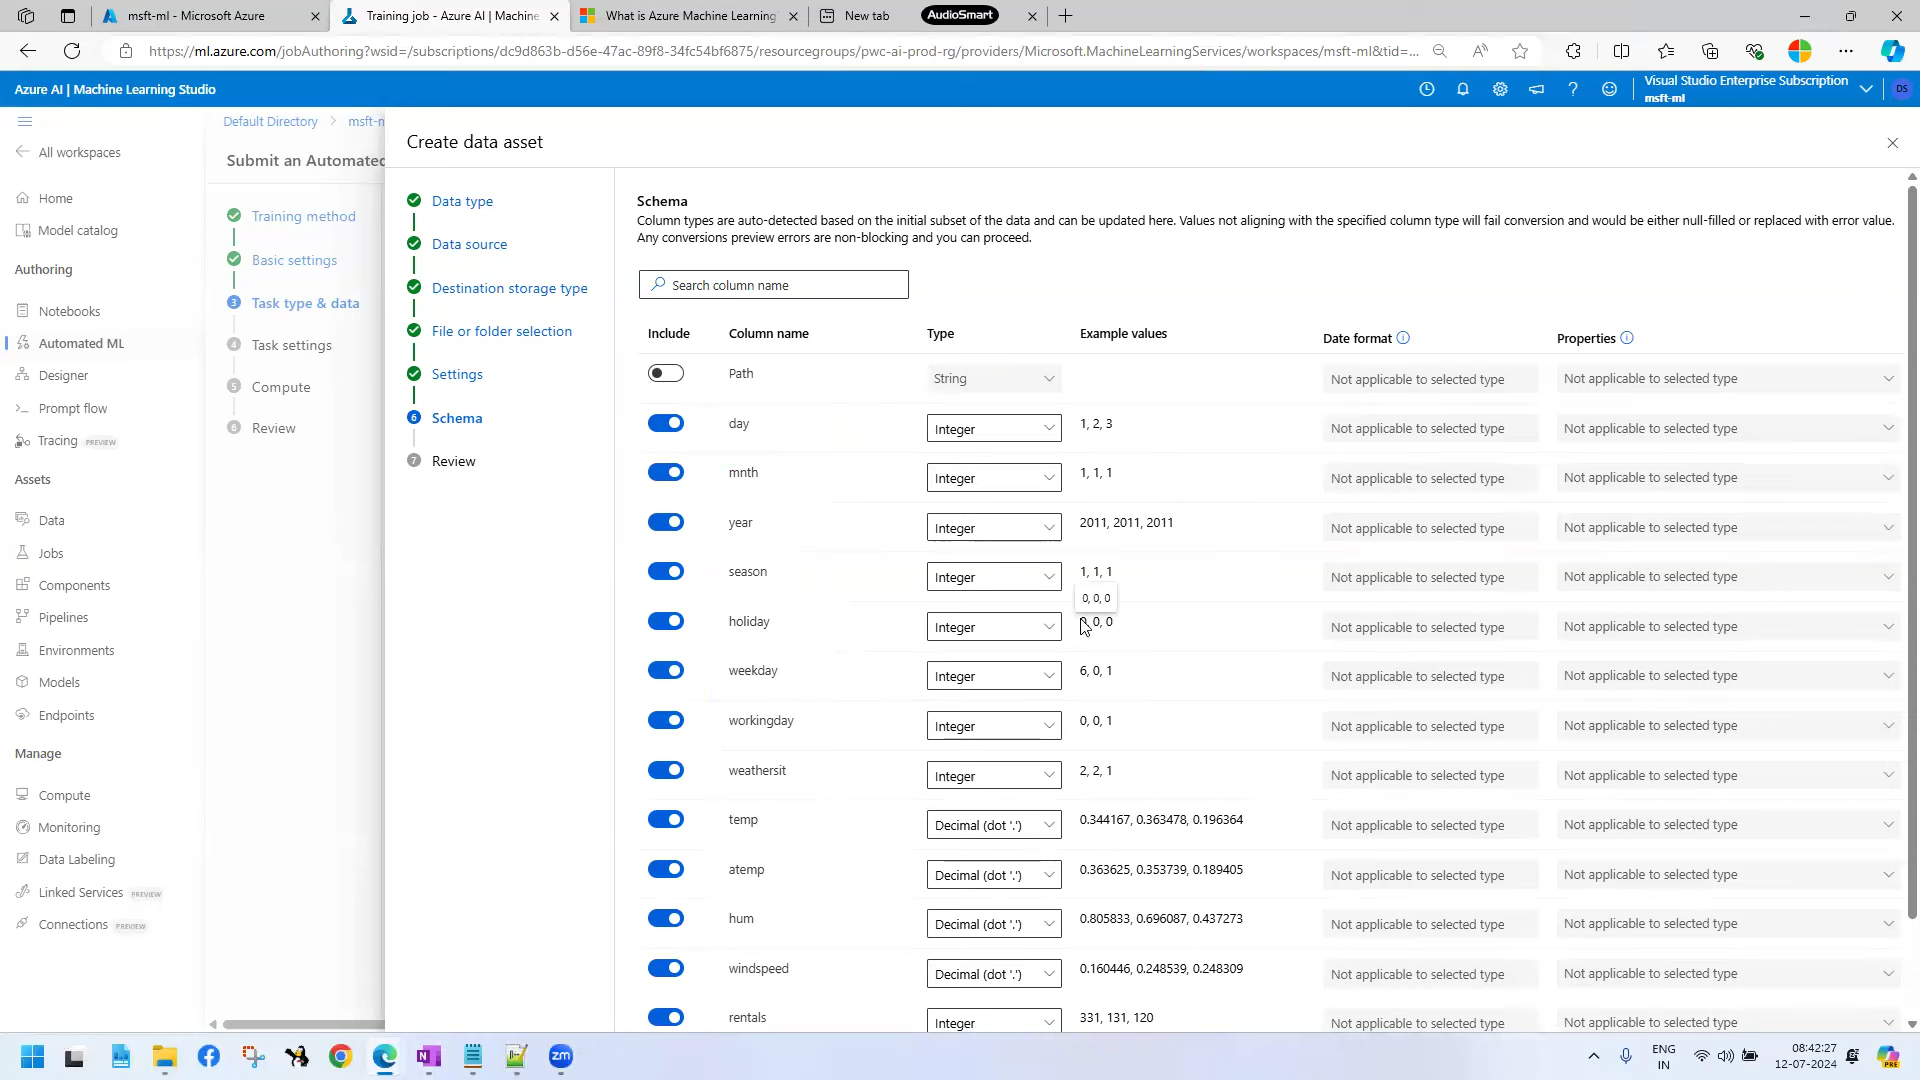 msft-ml - Microsoft Azure
Training job - Azure AI | Machine
What is Azure Machine Learning
New tab
AudioSmart
https://ml.azure.com/jobAuthoring?wsid=/subscriptions/dc9d863b-d56e-47ac-89f8-34fc54bf6875/resourcegroups/pwc-ai-prod-rg/providers/Microsoft.MachineLearningServices/workspaces/msft-ml&tid=...
Azure AI | Machine Learning Studio
Visual Studio Enterprise Subscription
msft-ml
DS
All workspaces
Home
Model catalog
Authoring
Notebooks
Automated ML
Designer
Prompt flow
Tracing PREVIEW
Assets
Data
Jobs
Components
Pipelines
Environments
Models
Endpoints
Manage
Compute
Monitoring
Data Labeling
Linked Services PREVIEW
Connections PREVIEW
Default Directory > msft-m
Submit an Automated
Training method
Basic settings
3 Task type & data
4 Task settings
5 Compute
6 Review
Create data asset
Data type
Data source
Destination storage type
File or folder selection
Settings
6 Schema
7 Review
Schema
Column types are auto-detected based on the initial subset of the data and can be updated here. Values not aligning with the specified column type will fail conversion and would be either null-filled or replaced with error value.
Any conversions preview errors are non-blocking and you can proceed.
Search column name
Include Column name Type Example values Date format Properties
Path String Not applicable to selected type Not applicable to selected type
day Integer 1, 2, 3 Not applicable to selected type Not applicable to selected type
mnth Integer 1, 1, 1 Not applicable to selected type Not applicable to selected type
year Integer 2011, 2011, 2011 Not applicable to selected type Not applicable to selected type
season Integer 1, 1, 1 Not applicable to selected type Not applicable to selected type
0, 0, 0
holiday Integer 0, 0, 0 Not applicable to selected type Not applicable to selected type
weekday Integer 6, 0, 1 Not applicable to selected type Not applicable to selected type
workingday Integer 0, 0, 1 Not applicable to selected type Not applicable to selected type
weathersit Integer 2, 2, 1 Not applicable to selected type Not applicable to selected type
temp Decimal (dot '.') 0.344167, 0.363478, 0.196364 Not applicable to selected type Not applicable to selected type
atemp Decimal (dot '.') 0.363625, 0.353739, 0.189405 Not applicable to selected type Not applicable to selected type
hum Decimal (dot '.') 0.805833, 0.696087, 0.437273 Not applicable to selected type Not applicable to selected type
windspeed Decimal (dot '.') 0.160446, 0.248539, 0.248309 Not applicable to selected type Not applicable to selected type
rentals Integer 331, 131, 120 Not applicable to selected type Not applicable to selected type
zm
ENG
IN
08:42:27
12-07-2024
PRE